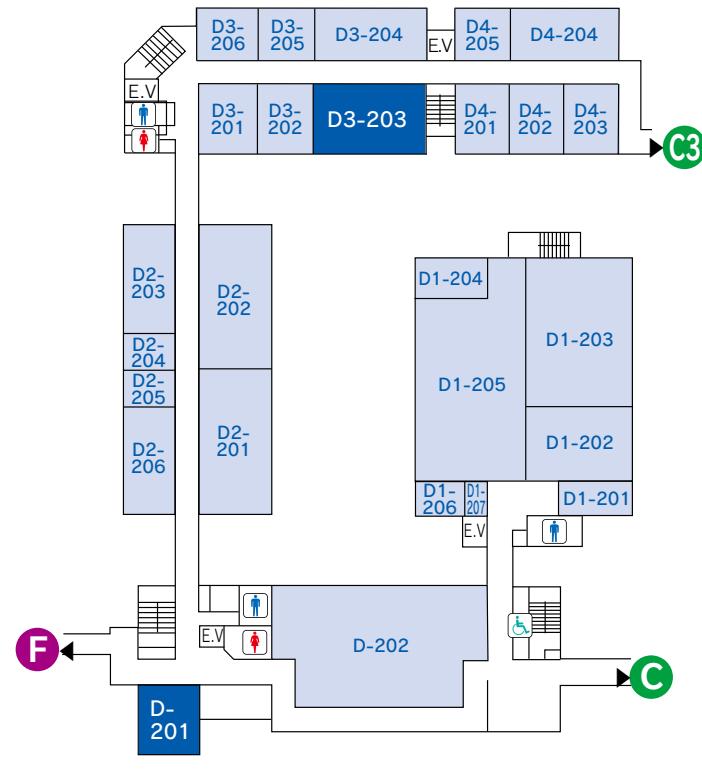 D3-
206
D3-
205
D3-204
E.V
D4-
205
D4-204
E.V
D3-
201
D3-
202
D3-203
D4-
201
D4-
202
D4-
203
C3
D2-
203
D2-
202
D1-204
D1-203
D2-
204
D1-205
D2-
205
D2-
201
D2-
206
D1-202
D1-
206
D1-
207
D1-201
E.V
E.V
D-202
F
C
D-
201